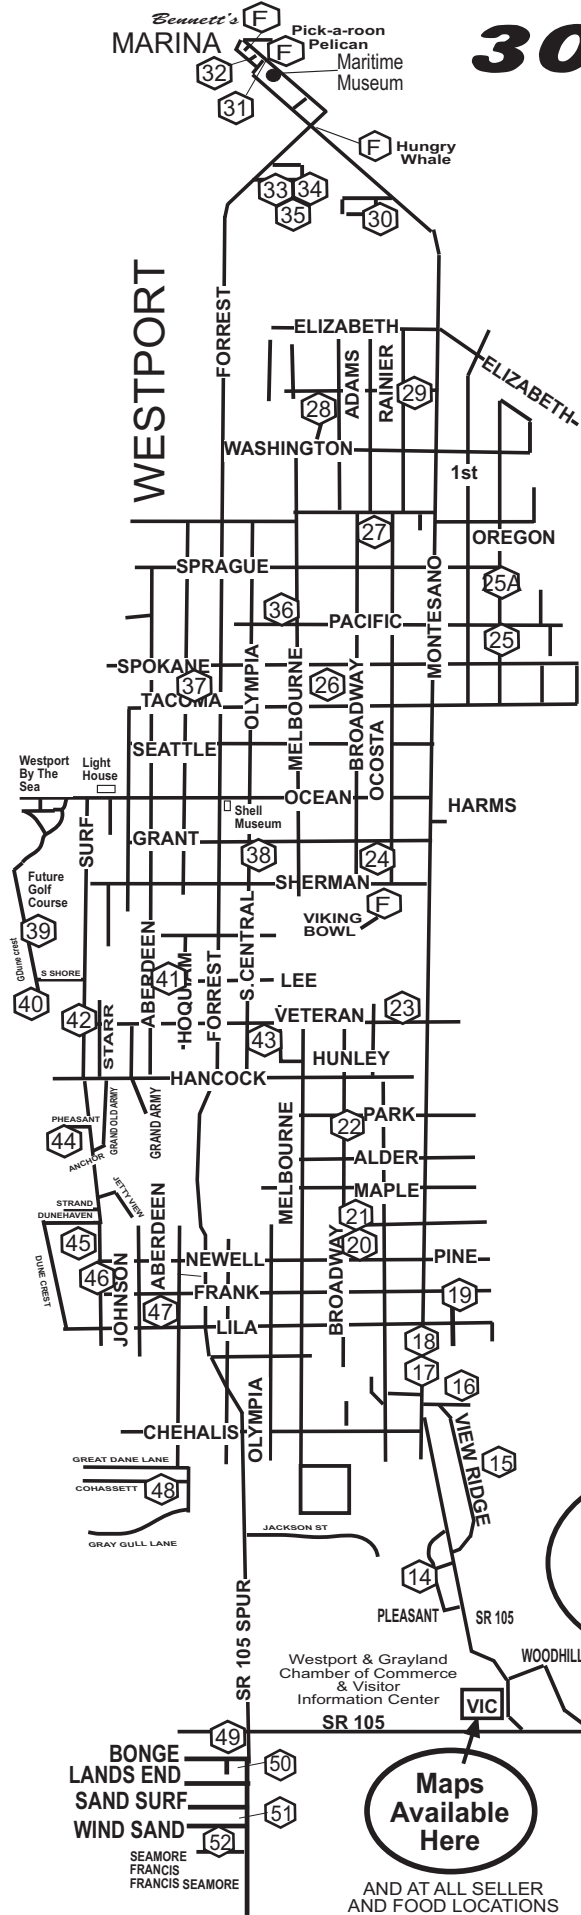 Bennett's
F
Pick-a-roon
Pelican
30
MARINA
F
32
Maritime
Museum
31
F
Hungry
Whale
33
34
35
30
WESTPORT
FORREST
ELIZABETH
ADAMS
RAINIER
ELIZABETH
28
29
WASHINGTON
1st
27
OREGON
SPRAGUE
MONTESANO
25A
36
PACIFIC
25
OLYMPIA
MELBOURNE
BROADWAY
SPOKANE
37
26
TACOMA
OCOSTA
SEATTLE
Westport
By The
Sea
Light
House
OCEAN
Shell
Museum
HARMS
SURF
GRANT
38
24
Future
Golf
Course
SHERMAN
F
VIKING
BOWL
39
GDune crest
ABERDEEN
HOQUIAM
FORREST
S.CENTRAL
S SHORE
41
LEE
40
42
STARR
VETERAN
23
43
HUNLEY
HANCOCK
GRAND OLD ARMY
GRAND ARMY
MELBOURNE
PHEASANT
PARK
22
44
ANCHOR
ALDER
MAPLE
JETTY VIEW
ABERDEEN
STRAND
DUNEHAVEN
21
BROADWAY
45
20
NEWELL
PINE
DUNE CREST
46
JOHNSON
FRANK
19
47
LILA
18
17
16
OLYMPIA
VIEW RIDGE
CHEHALIS
GREAT DANE LANE
15
COHASSETT
48
GRAY GULL LANE
JACKSON ST
14
SR 105 SPUR
PLEASANT
SR 105
Westport & Grayland
Chamber of Commerce
& Visitor
Information Center
WOODHILL
VIC
SR 105
49
BONGE
50
LANDS END
SAND SURF
51
WIND SAND
52
SEAMORE
FRANCIS
FRANCIS SEAMORE
Maps
Available
Here
AND AT ALL SELLER
AND FOOD LOCATIONS